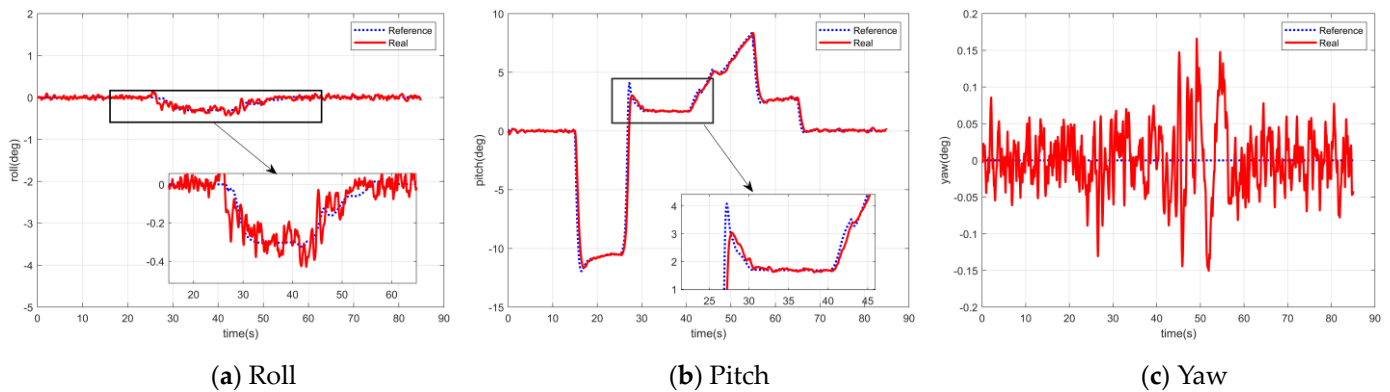 2
1
0
-1
-2
-3
-4
-5
roll(deg)
Reference
Real
0
-0.2
-0.4
20 30 40 50 60
0 10 20 30 40 50 60 70 80 90
time(s)
(a) Roll
10
5
0
-5
-10
-15
pitch(deg)
Reference
Real
4
3
2
1
25 30 35 40 45
0 10 20 30 40 50 60 70 80 90
time(s)
(b) Pitch
0.2
0.15
0.1
0.05
0
-0.05
-0.1
-0.15
-0.2
yaw(deg)
Reference
Real
0 10 20 30 40 50 60 70 80 90
time(s)
(c) Yaw